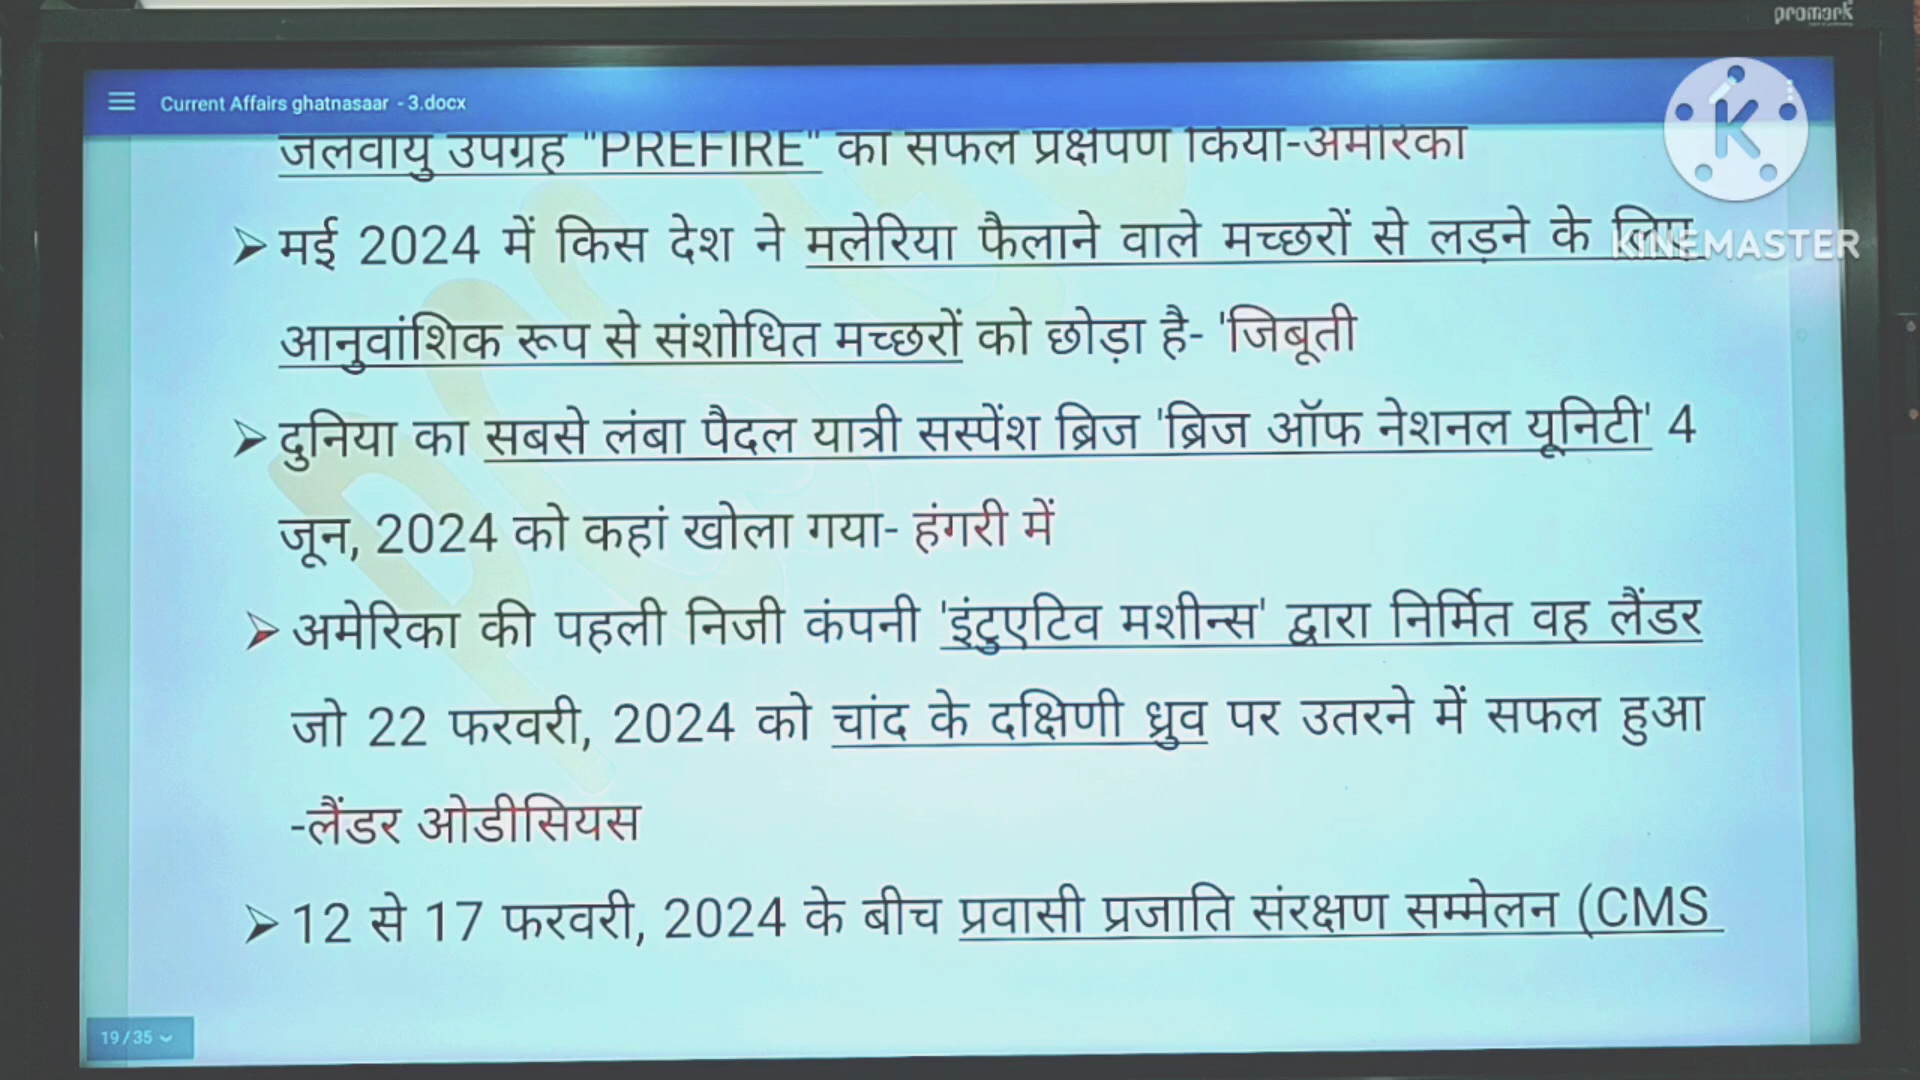 promark
Current Affairs ghatnasaar - 3.docx
K
KINEMASTER
जलवायु उपग्रह "PREFIRE" का सफल प्रक्षेपण किया-अमेरिका
➢ मई 2024 में किस देश ने मलेरिया फैलाने वाले मच्छरों से लड़ने के लिए
आनुवांशिक रूप से संशोधित मच्छरों को छोड़ा है- 'जिबूती
➢ दुनिया का सबसे लंबा पैदल यात्री सस्पेंश ब्रिज 'ब्रिज ऑफ नेशनल यूनिटी' 4
जून, 2024 को कहां खोला गया- हंगरी में
➢ अमेरिका की पहली निजी कंपनी 'इंटुएटिव मशीन्स' द्वारा निर्मित वह लैंडर
जो 22 फरवरी, 2024 को चांद के दक्षिणी ध्रुव पर उतरने में सफल हुआ
-लैंडर ओडीसियस
➢ 12 से 17 फरवरी, 2024 के बीच प्रवासी प्रजाति संरक्षण सम्मेलन (CMS
19/35